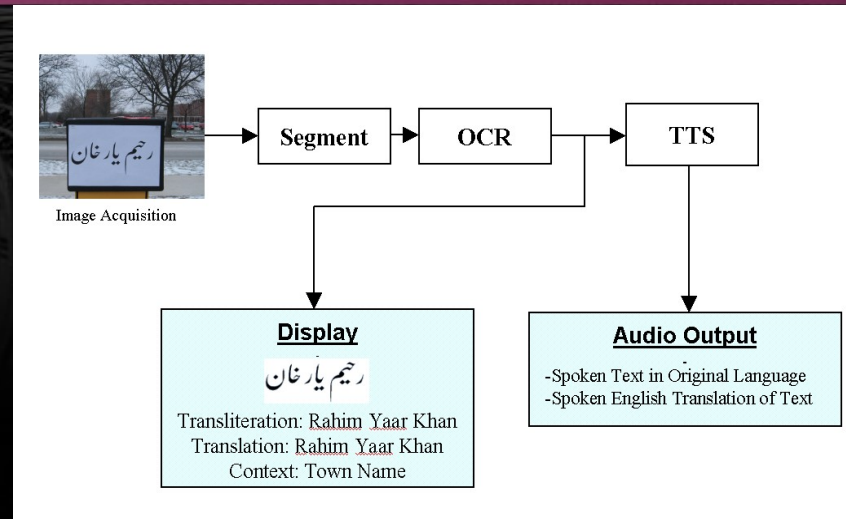 رحیم یار خان
Image Acquisition
Segment
OCR
TTS
Display
رحیم یار خان
Transliteration: Rahim Yaar Khan
Translation: Rahim Yaar Khan
Context: Town Name
Audio Output
-
-Spoken Text in Original Language
-Spoken English Translation of Text